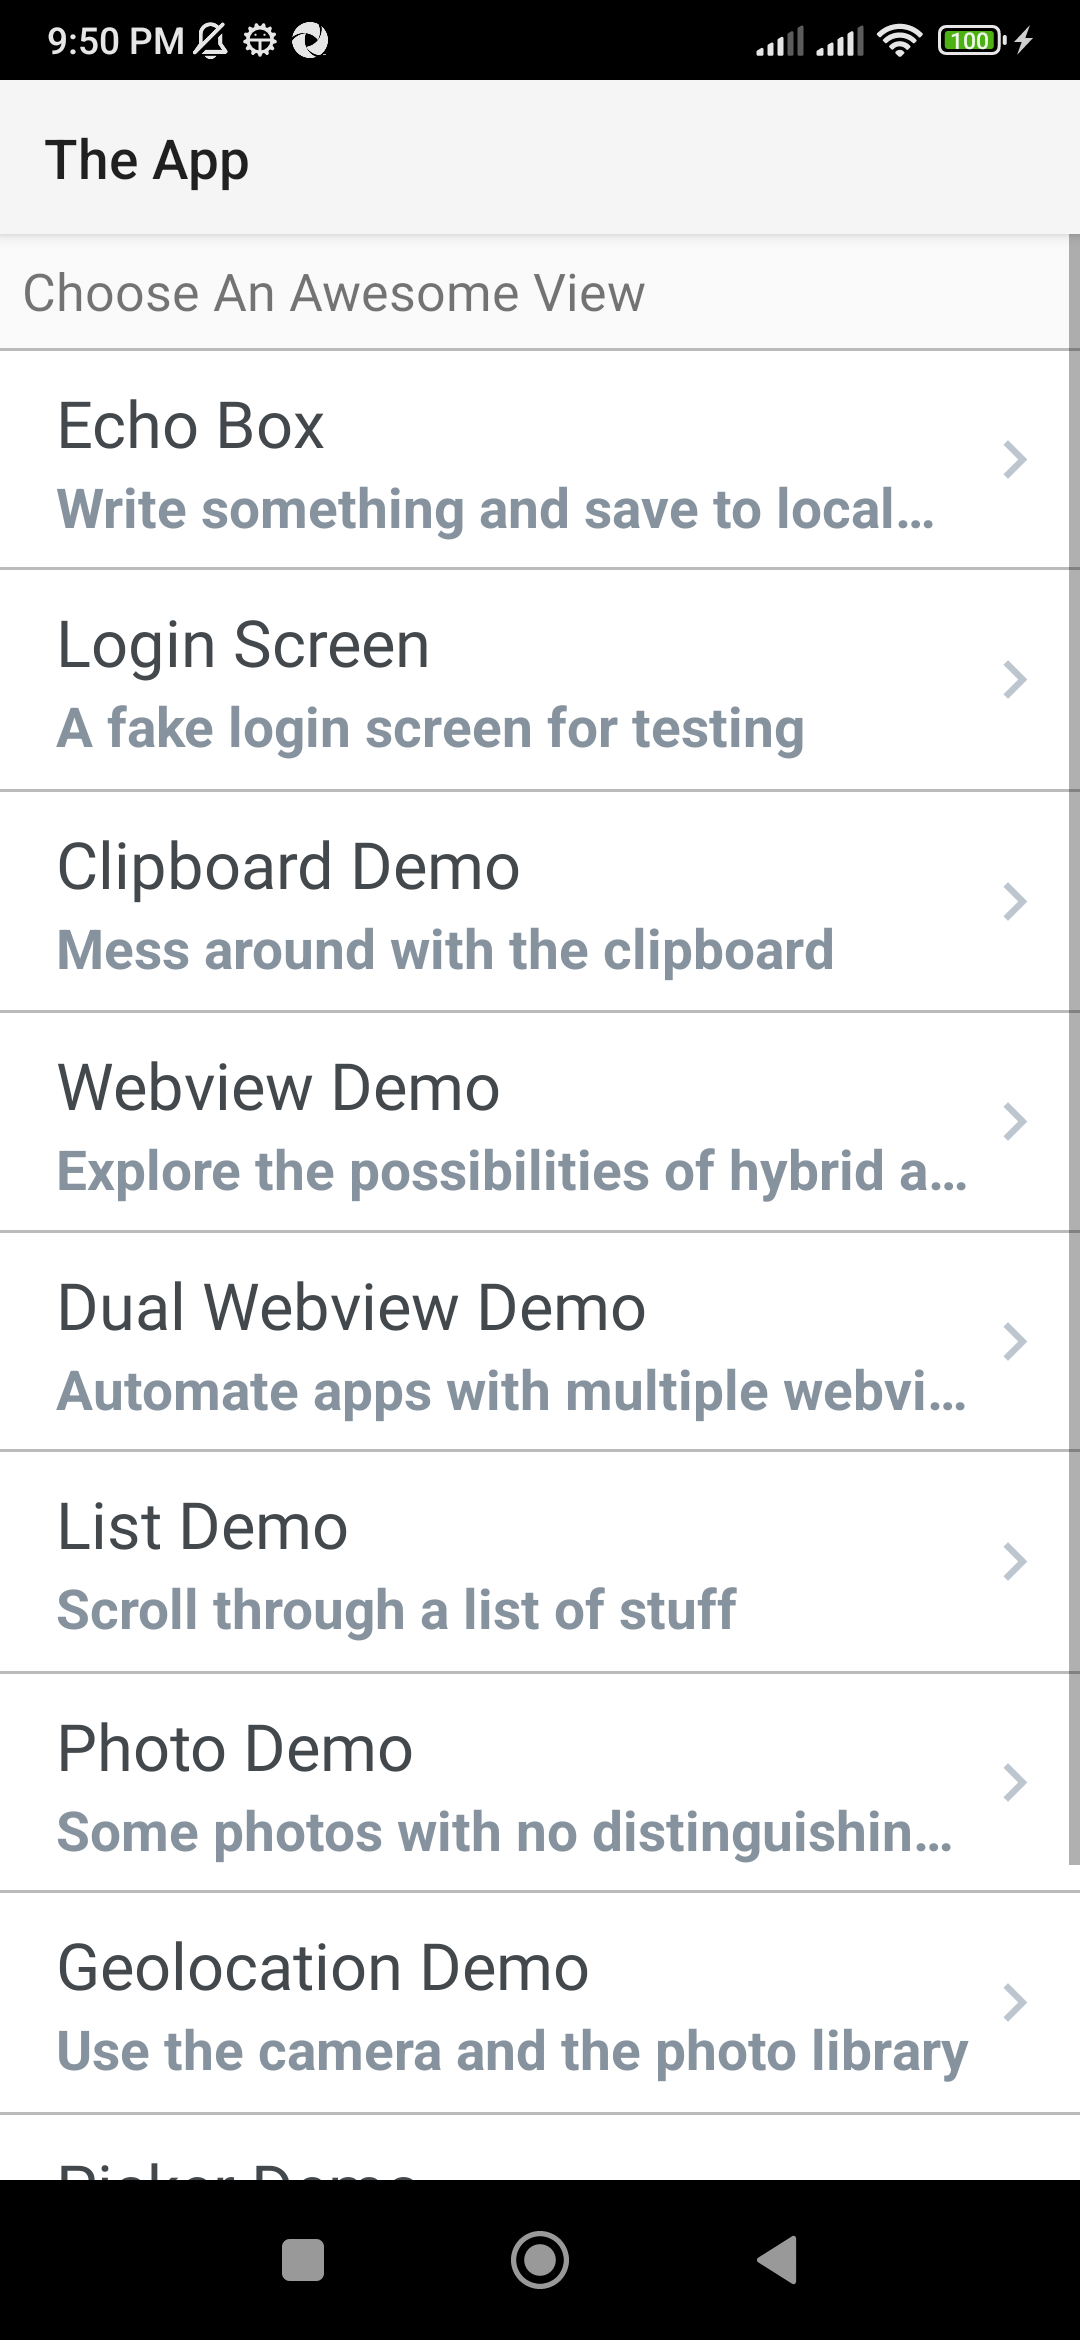 9:50 PM
100
The App
Choose An Awesome View
Echo Box
Write something and save to local...
Login Screen
A fake login screen for testing
Clipboard Demo
Mess around with the clipboard
Webview Demo
Explore the possibilities of hybrid a...
Dual Webview Demo
Automate apps with multiple webvi...
List Demo
Scroll through a list of stuff
Photo Demo
Some photos with no distinguishin...
Geolocation Demo
Use the camera and the photo library
Picker Demo